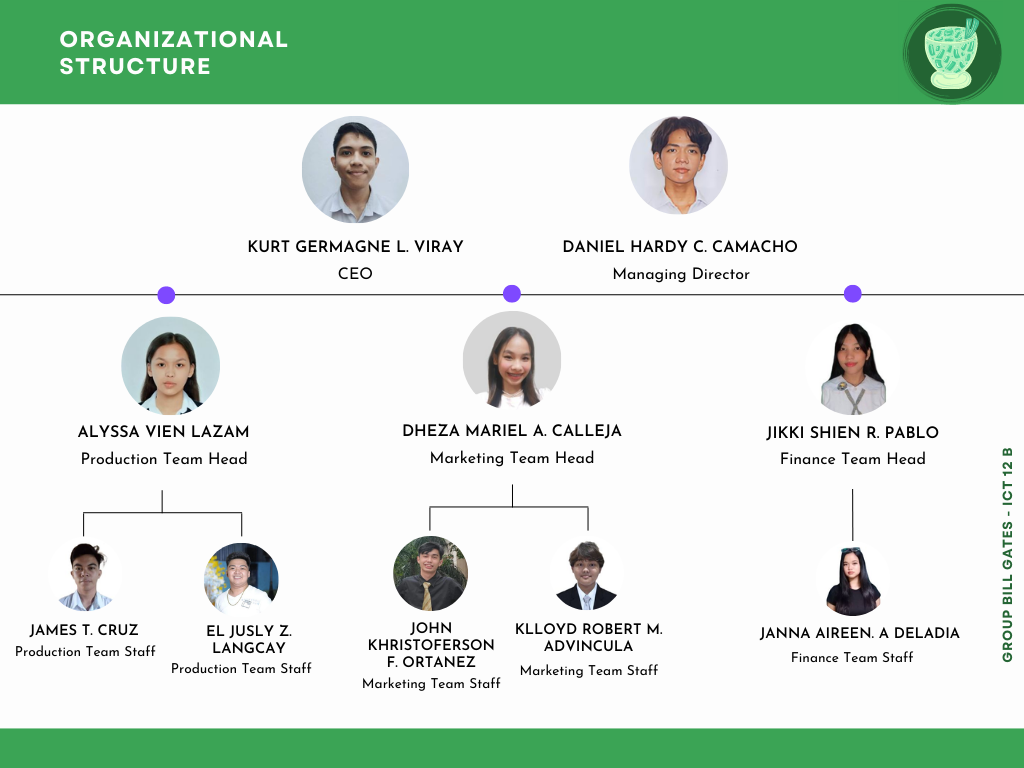 ORGANIZATIONAL
STRUCTURE
KURT GERMAGNE L. VIRAY
CEO
DANIEL HARDY C. CAMACHO
Managing Director
ALYSSA VIEN LAZAM
Production Team Head
DHEZA MARIEL A. CALLEJA
Marketing Team Head
JIKKI SHIEN R. PABLO
Finance Team Head
JAMES T. CRUZ
Production Team Staff
EL JUSLY Z.
LANGCAY
Production Team Staff
JOHN
KHRISTOFERSON
F. ORTANEZ
Marketing Team Staff
KLLOYD ROBERT M.
ADVINCULA
Marketing Team Staff
JANNA AIREEN. A DELADIA
Finance Team Staff
GROUP BILL GATES - ICT 12 B